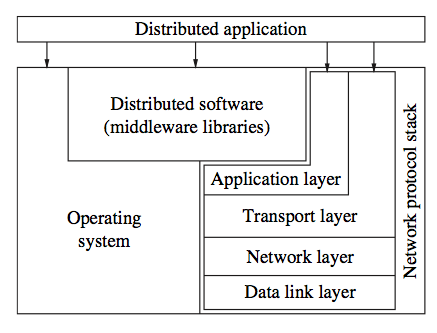 Distributed application
Distributed software
(middleware libraries)
Application layer
Operating
system
Transport layer
Network layer
Data link layer
Network protocol stack